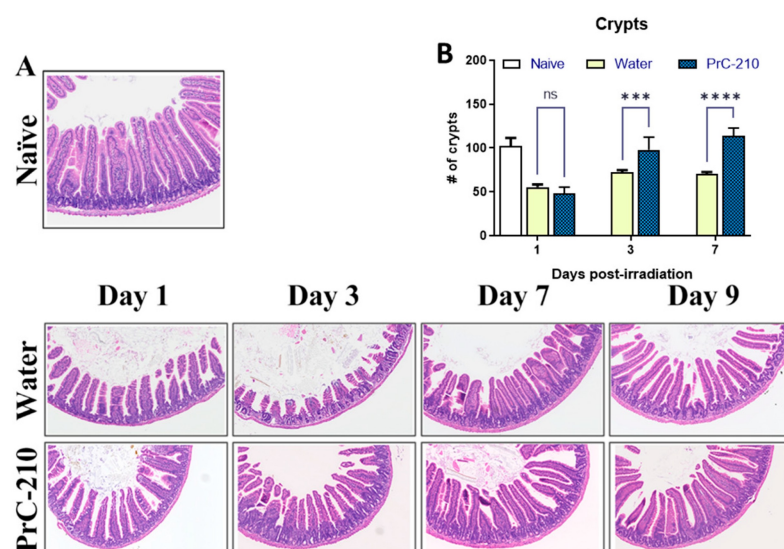 A
Naïve
Crypts
B
200
150
100
50
0
# of crypts
Naive
Water
PrC-210
ns
***
****
1
3
7
Days post-irradiation
Day 1
Day 3
Day 7
Day 9
Water
PrC-210